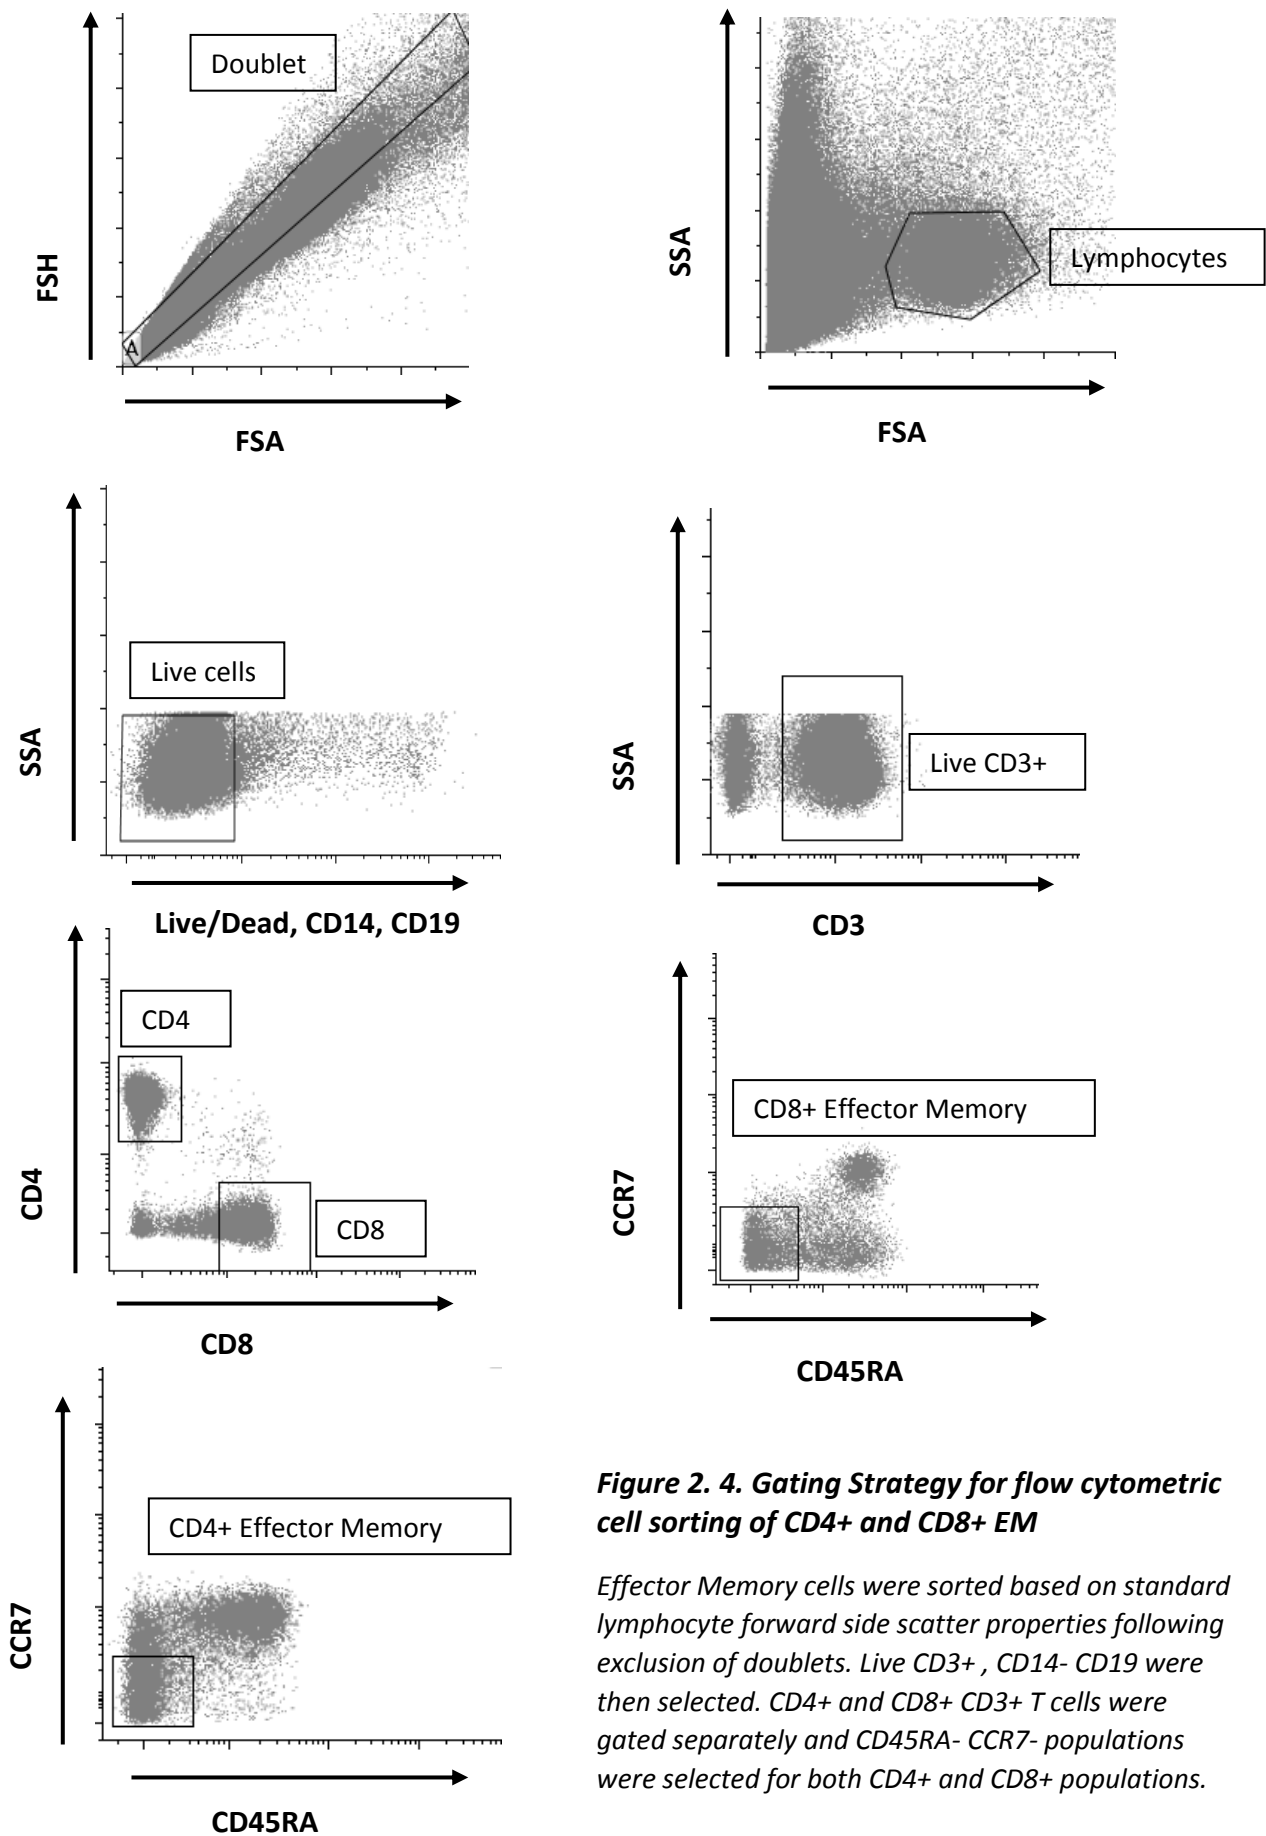 Doublet
FSH
A
FSA
SSA
Lymphocytes
FSA
Live cells
SSA
Live/Dead, CD14, CD19
SSA
Live CD3+
CD3
CD4
CD4
CD8
CD8
CD8+ Effector Memory
CCR7
CD45RA
CD4+ Effector Memory
CCR7
CD45RA
Figure 2. 4. Gating Strategy for flow cytometric
cell sorting of CD4+ and CD8+ EM
Effector Memory cells were sorted based on standard
lymphocyte forward side scatter properties following
exclusion of doublets. Live CD3+ , CD14- CD19 were
then selected. CD4+ and CD8+ CD3+ T cells were
gated separately and CD45RA- CCR7- populations
were selected for both CD4+ and CD8+ populations.